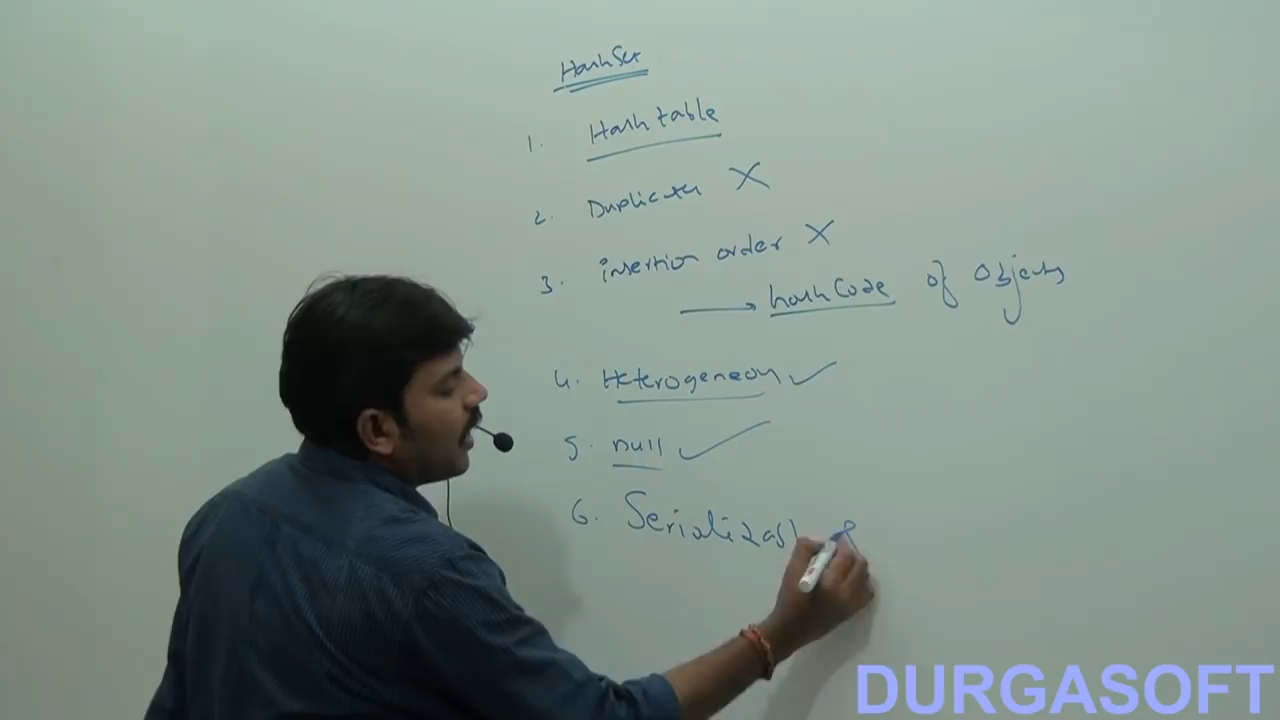 HashSet
1. Hash table
2. Duplicates X
3. insertion order X
→ hashCode of Objects
4. Heterogeneous ✓
5. null ✓
6. Serializabl
DURGASOFT